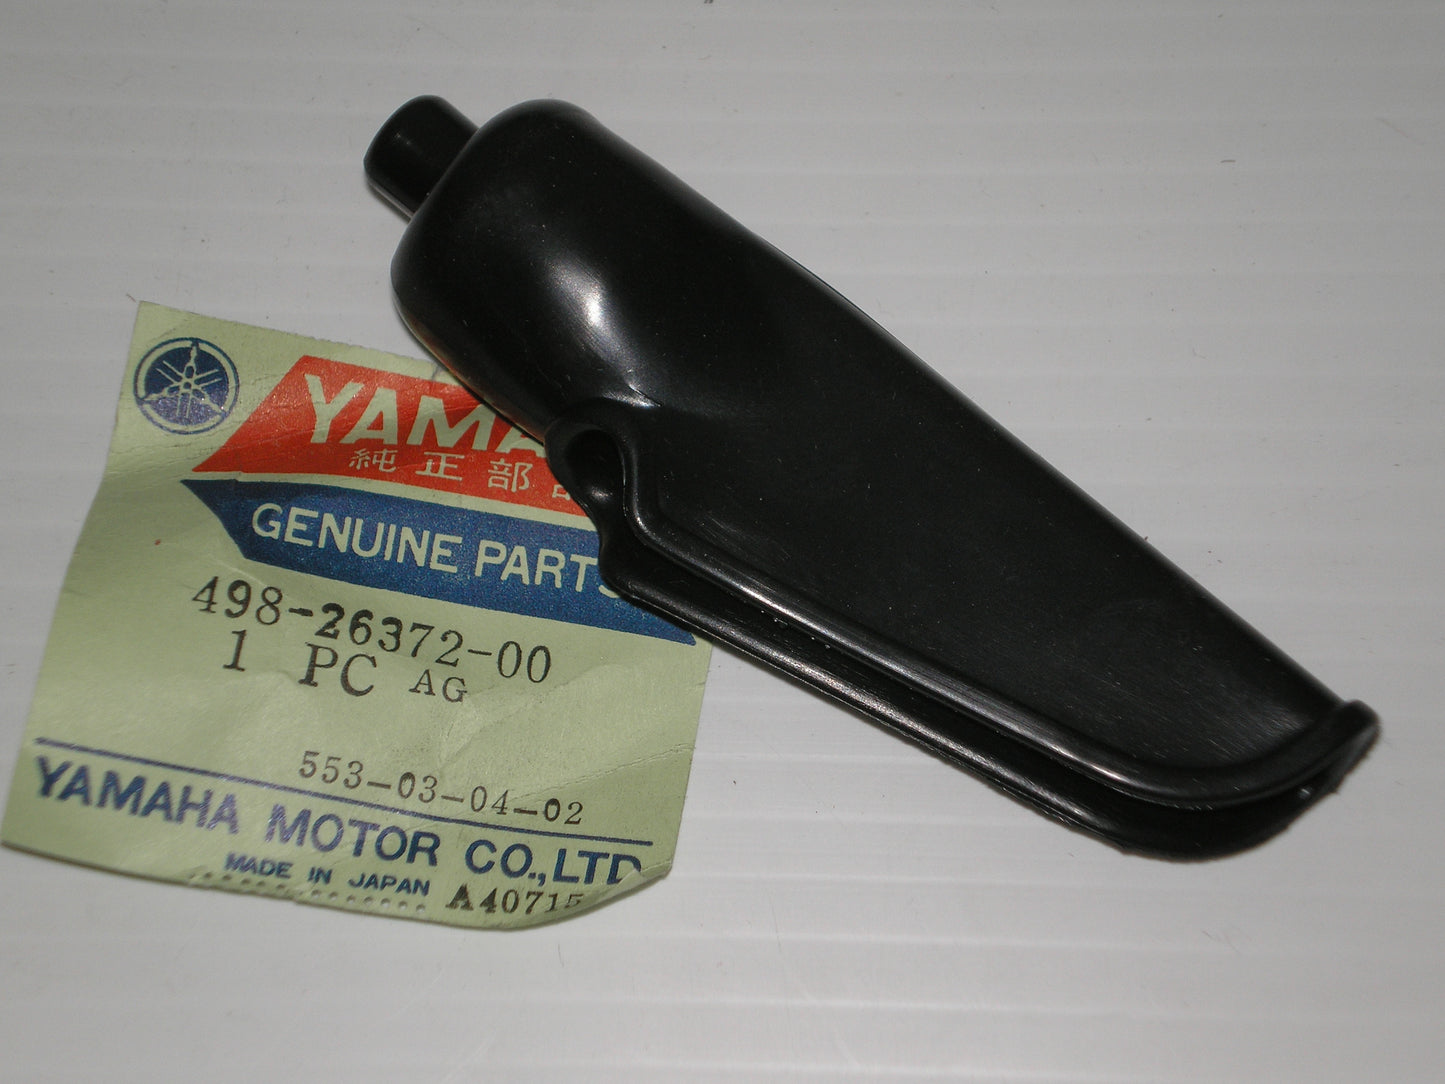 YAMA
純正部
GENUINE PARTS
498-26372-00
1 PC AG
553-03-04-02
YAMAHA MOTOR CO.,LTD
MADE IN JAPAN A40715